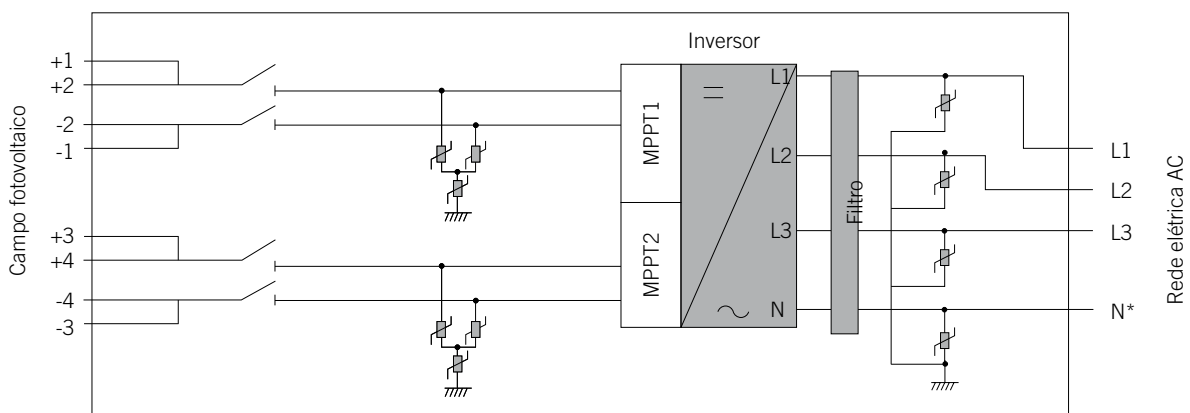 Inversor
Campo fotovoltaico
+1
+2
-2
-1
+3
+4
-4
-3
MPPT1
MPPT2
L1
L2
L3
N
Filtro
L1
L2
L3
N*
Rede elétrica AC